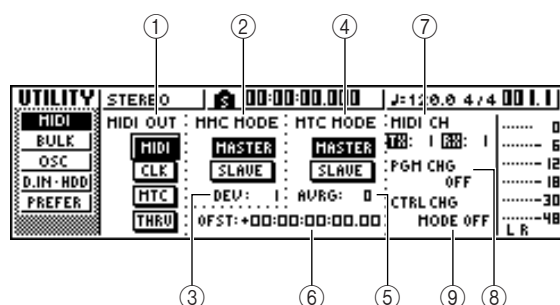 ① ② ④ ⑦
UTILITY STEREO S 00:00:00.000 ♩=120.0 4/4 001.1
MIDI MIDI OUT MMC MODE MTC MODE MIDI CH
BULK MIDI MASTER MASTER TX: 1 RX: 1
OSC CLK SLAVE SLAVE PGM CHG OFF
D.IN·HDD MTC DEV: 1 AVRG: 0 CTRL CHG
PREFER THRU OFST:+00:00:00:00.00 MODE OFF
0
6
12
18
30
48
L R
③ ⑥ ⑤ ⑨ ⑧